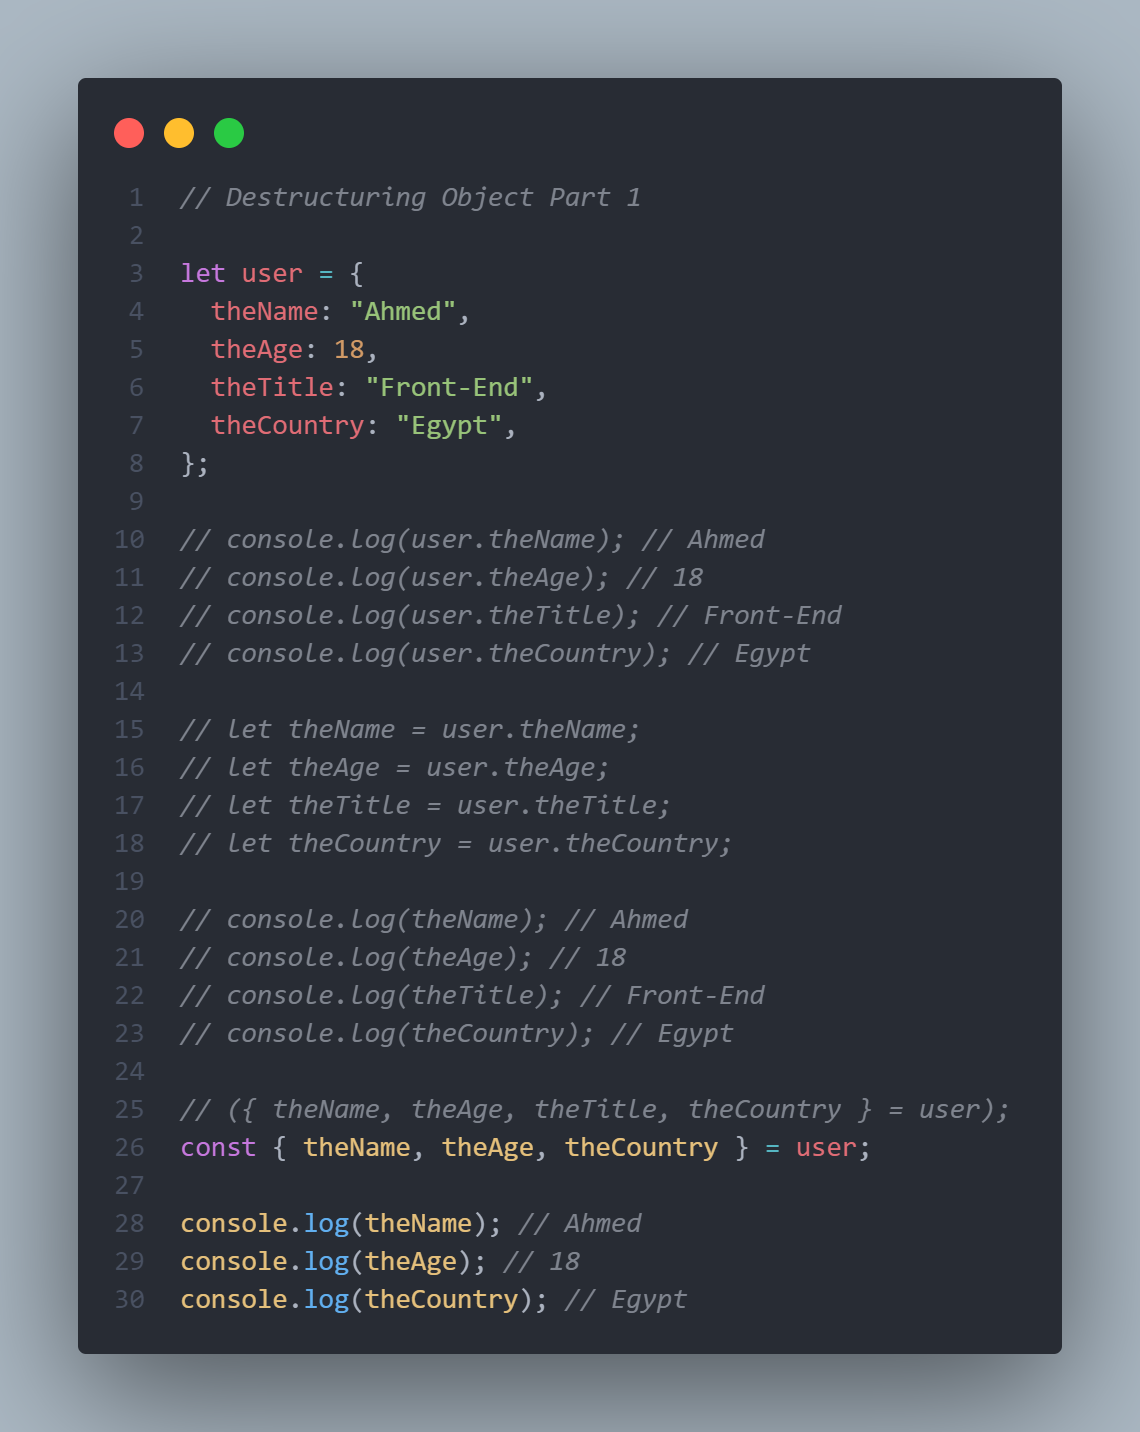 1 // Destructuring Object Part 1
2
3 let user = {
4   theName: "Ahmed",
5   theAge: 18,
6   theTitle: "Front-End",
7   theCountry: "Egypt",
8 };
9
10 // console.log(user.theName); // Ahmed
11 // console.log(user.theAge); // 18
12 // console.log(user.theTitle); // Front-End
13 // console.log(user.theCountry); // Egypt
14
15 // let theName = user.theName;
16 // let theAge = user.theAge;
17 // let theTitle = user.theTitle;
18 // let theCountry = user.theCountry;
19
20 // console.log(theName); // Ahmed
21 // console.log(theAge); // 18
22 // console.log(theTitle); // Front-End
23 // console.log(theCountry); // Egypt
24
25 // ({ theName, theAge, theTitle, theCountry } = user);
26 const { theName, theAge, theCountry } = user;
27
28 console.log(theName); // Ahmed
29 console.log(theAge); // 18
30 console.log(theCountry); // Egypt